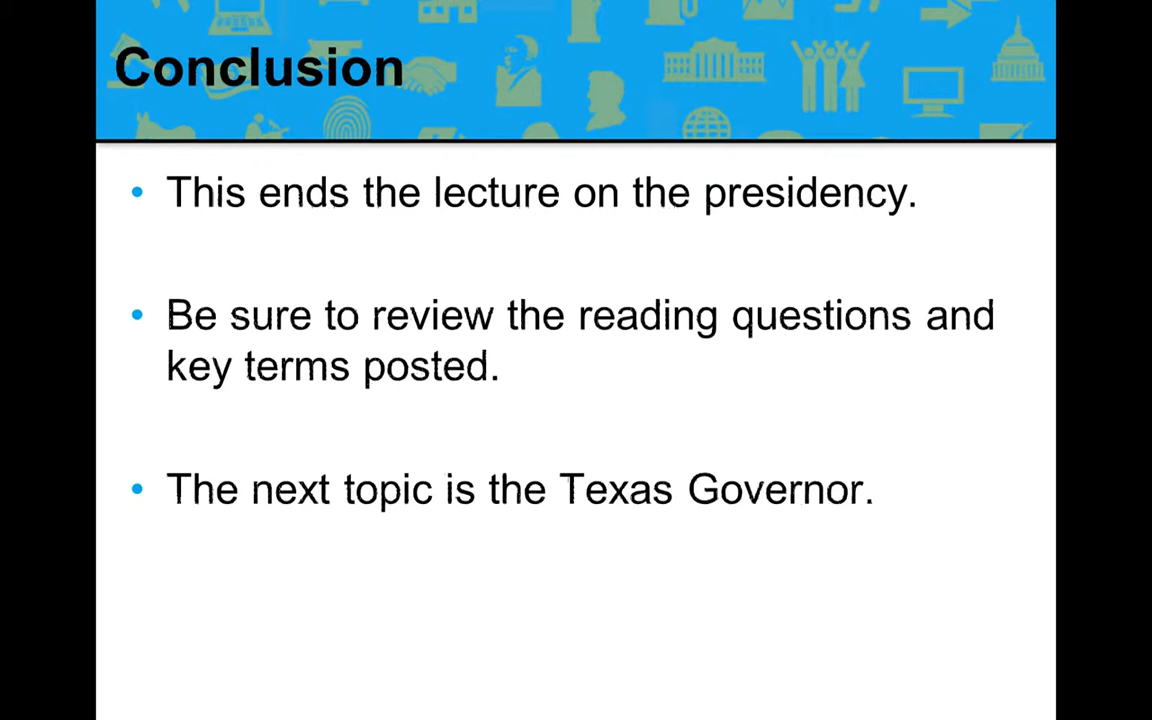 Conclusion
• This ends the lecture on the presidency.
• Be sure to review the reading questions and
key terms posted.
• The next topic is the Texas Governor.